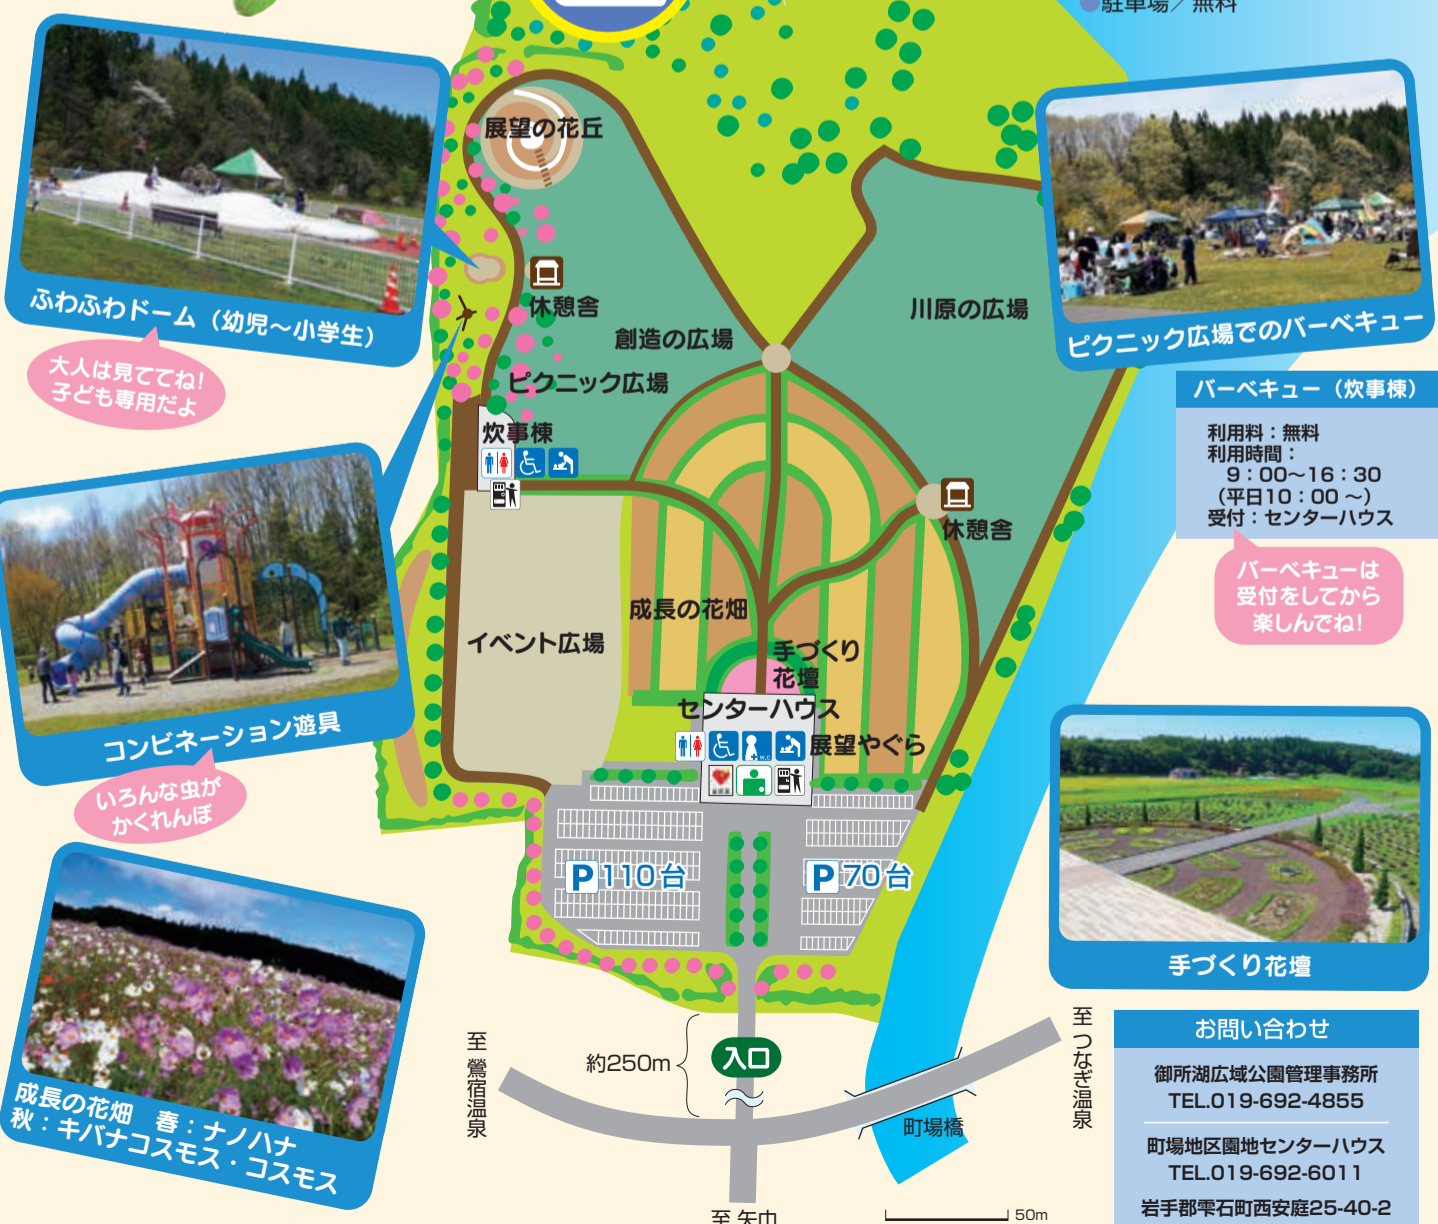 ●駐車場／無料
展望の花丘
ふわふわドーム（幼児～小学生）
大人は見ててね！
子ども専用だよ
休憩舎
創造の広場
川原の広場
ピクニック広場
ピクニック広場でのバーベキュー
バーベキュー（炊事棟）
利用料：無料
利用時間：
9：00～16：30
（平日10：00～）
受付：センターハウス
バーベキューは
受付をしてから
楽しんでね！
炊事棟
休憩舎
イベント広場
成長の花畑
手づくり
花壇
センターハウス
展望やぐら
コンビネーション遊具
いろんな虫が
かくれんぼ
P 110台
P 70台
手づくり花壇
成長の花畑　春：ナノハナ
秋：キバナコスモス・コスモス
至 鶯宿温泉
約250m
入口
町場橋
至 つなぎ温泉
至 矢巾
50m
お問い合わせ
御所湖広域公園管理事務所
TEL.019-692-4855
町場地区園地センターハウス
TEL.019-692-6011
岩手郡雫石町西安庭25-40-2